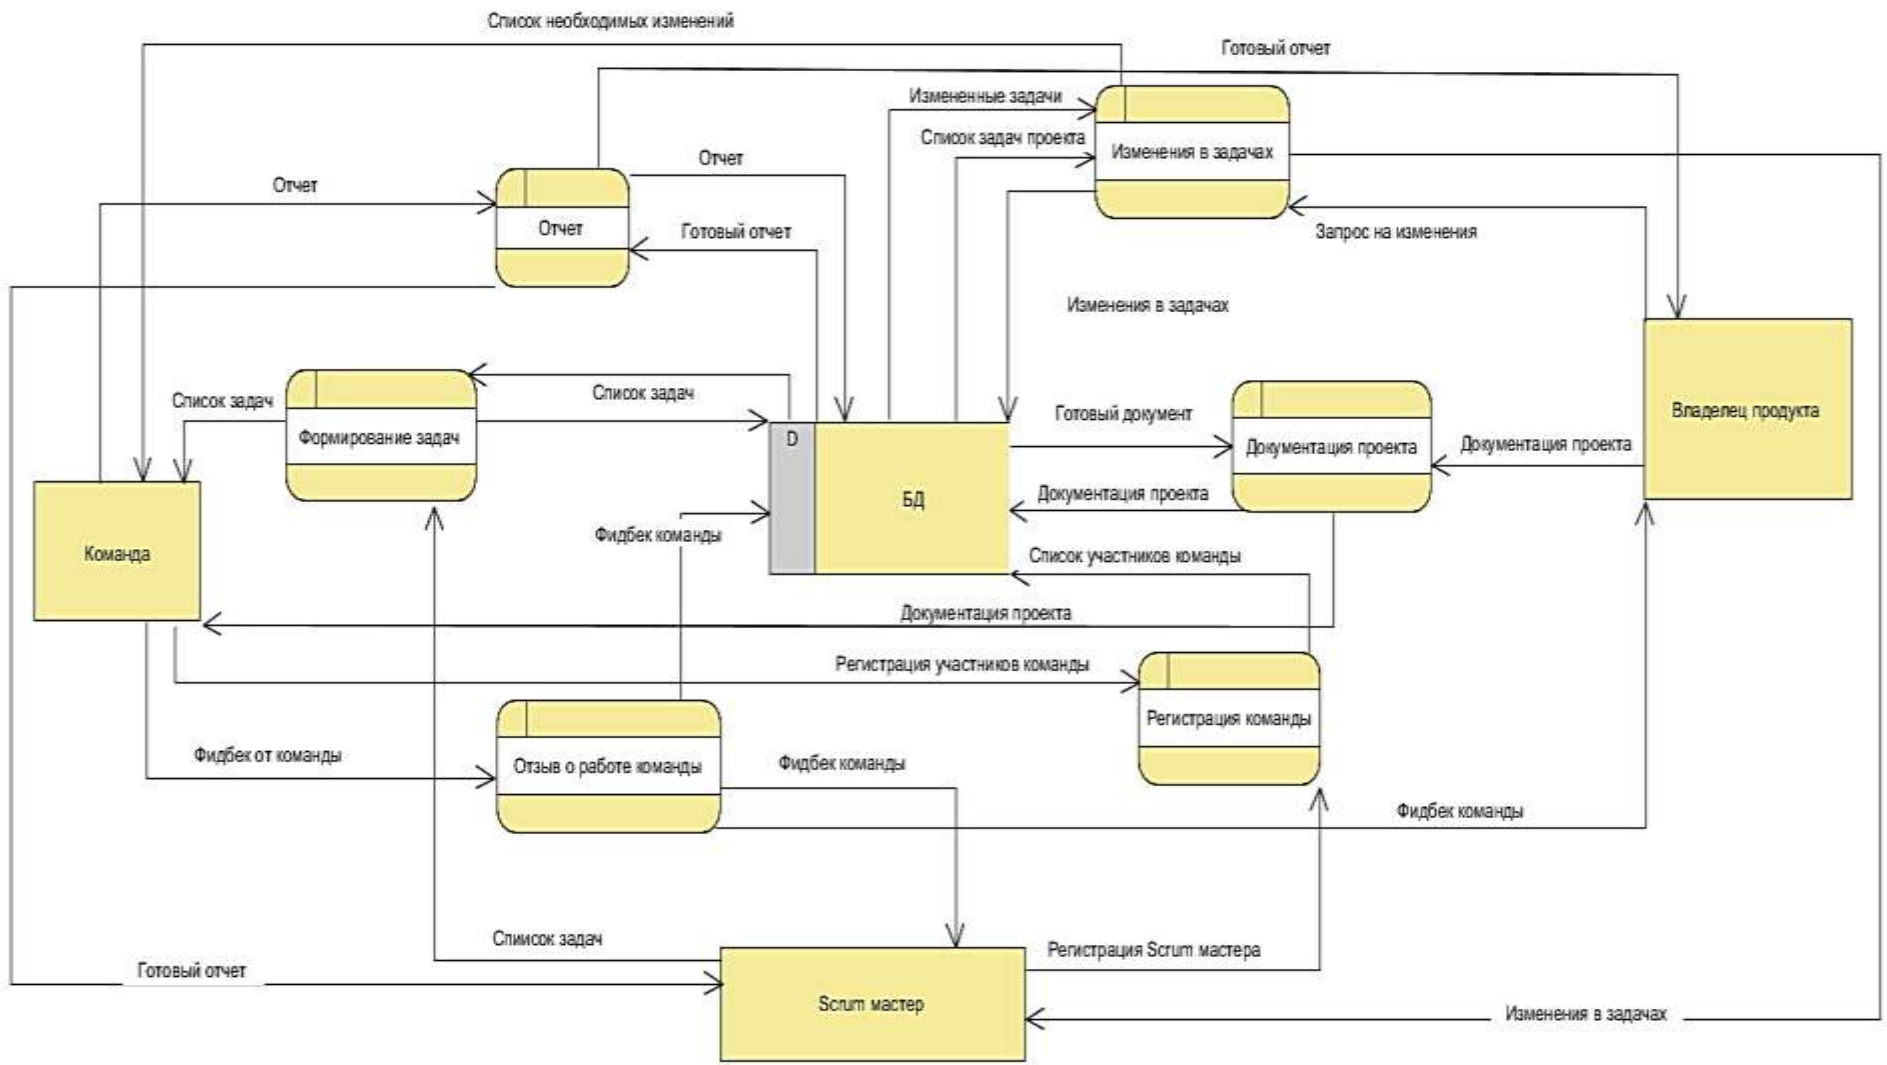 Список необходимых изменений
Готовый отчет
Измененные задачи
Список задач проекта
Изменения в задачах
Отчет
Отчет
Отчет
Готовый отчет
Запрос на изменения
Изменения в задачах
Список задач
Список задач
Формирование задач
D
БД
Готовый документ
Документация проекта
Документация проекта
Владелец продукта
Документация проекта
Фидбек команды
Команда
Список участников команды
Документация проекта
Регистрация участников команды
Регистрация команды
Фидбек от команды
Отзыв о работе команды
Фидбек команды
Фидбек команды
Спиисок задач
Регистрация Scrum мастера
Готовый отчет
Scrum мастер
Изменения в задачах